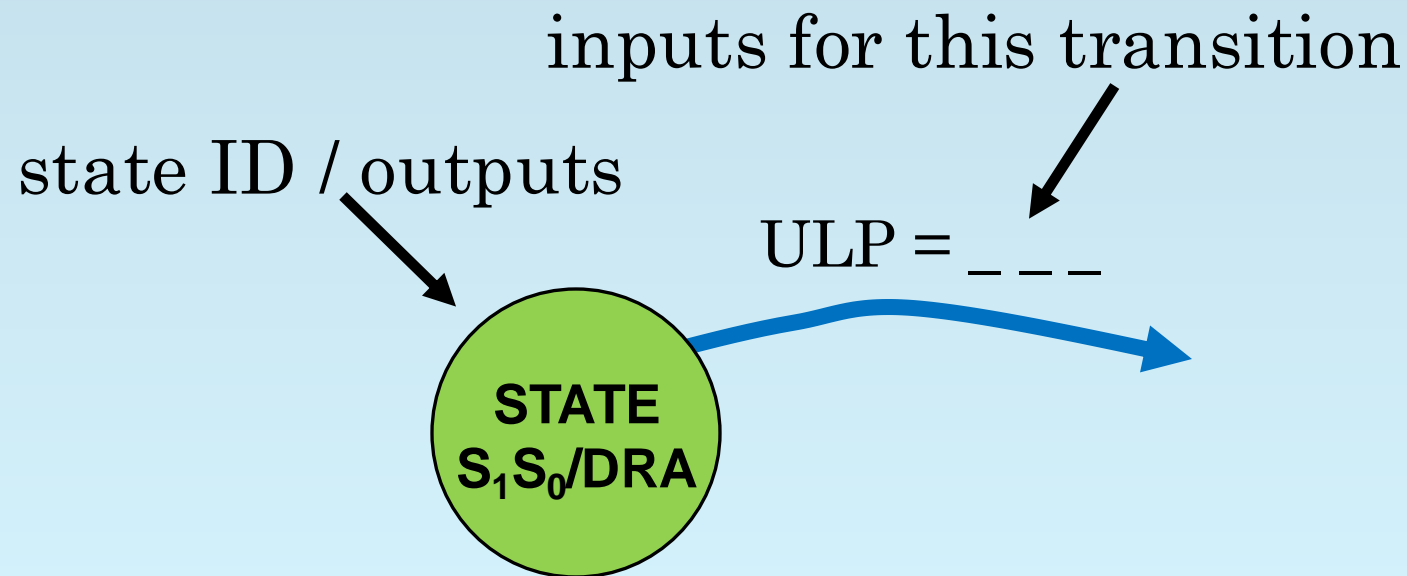 inputs for this transition
state ID / outputs
ULP = _ _ _
STATE
S₁S₀/DRA